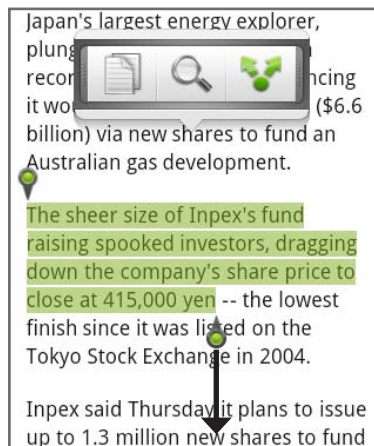 Japan's largest energy explorer,
plung
recor ncing
it wo ($6.6
billion) via new shares to fund an
Australian gas development.
The sheer size of Inpex's fund
raising spooked investors, dragging
down the company's share price to
close at 415,000 yen -- the lowest
finish since it was listed on the
Tokyo Stock Exchange in 2004.
Inpex said Thursday it plans to issue
up to 1.3 million new shares to fund